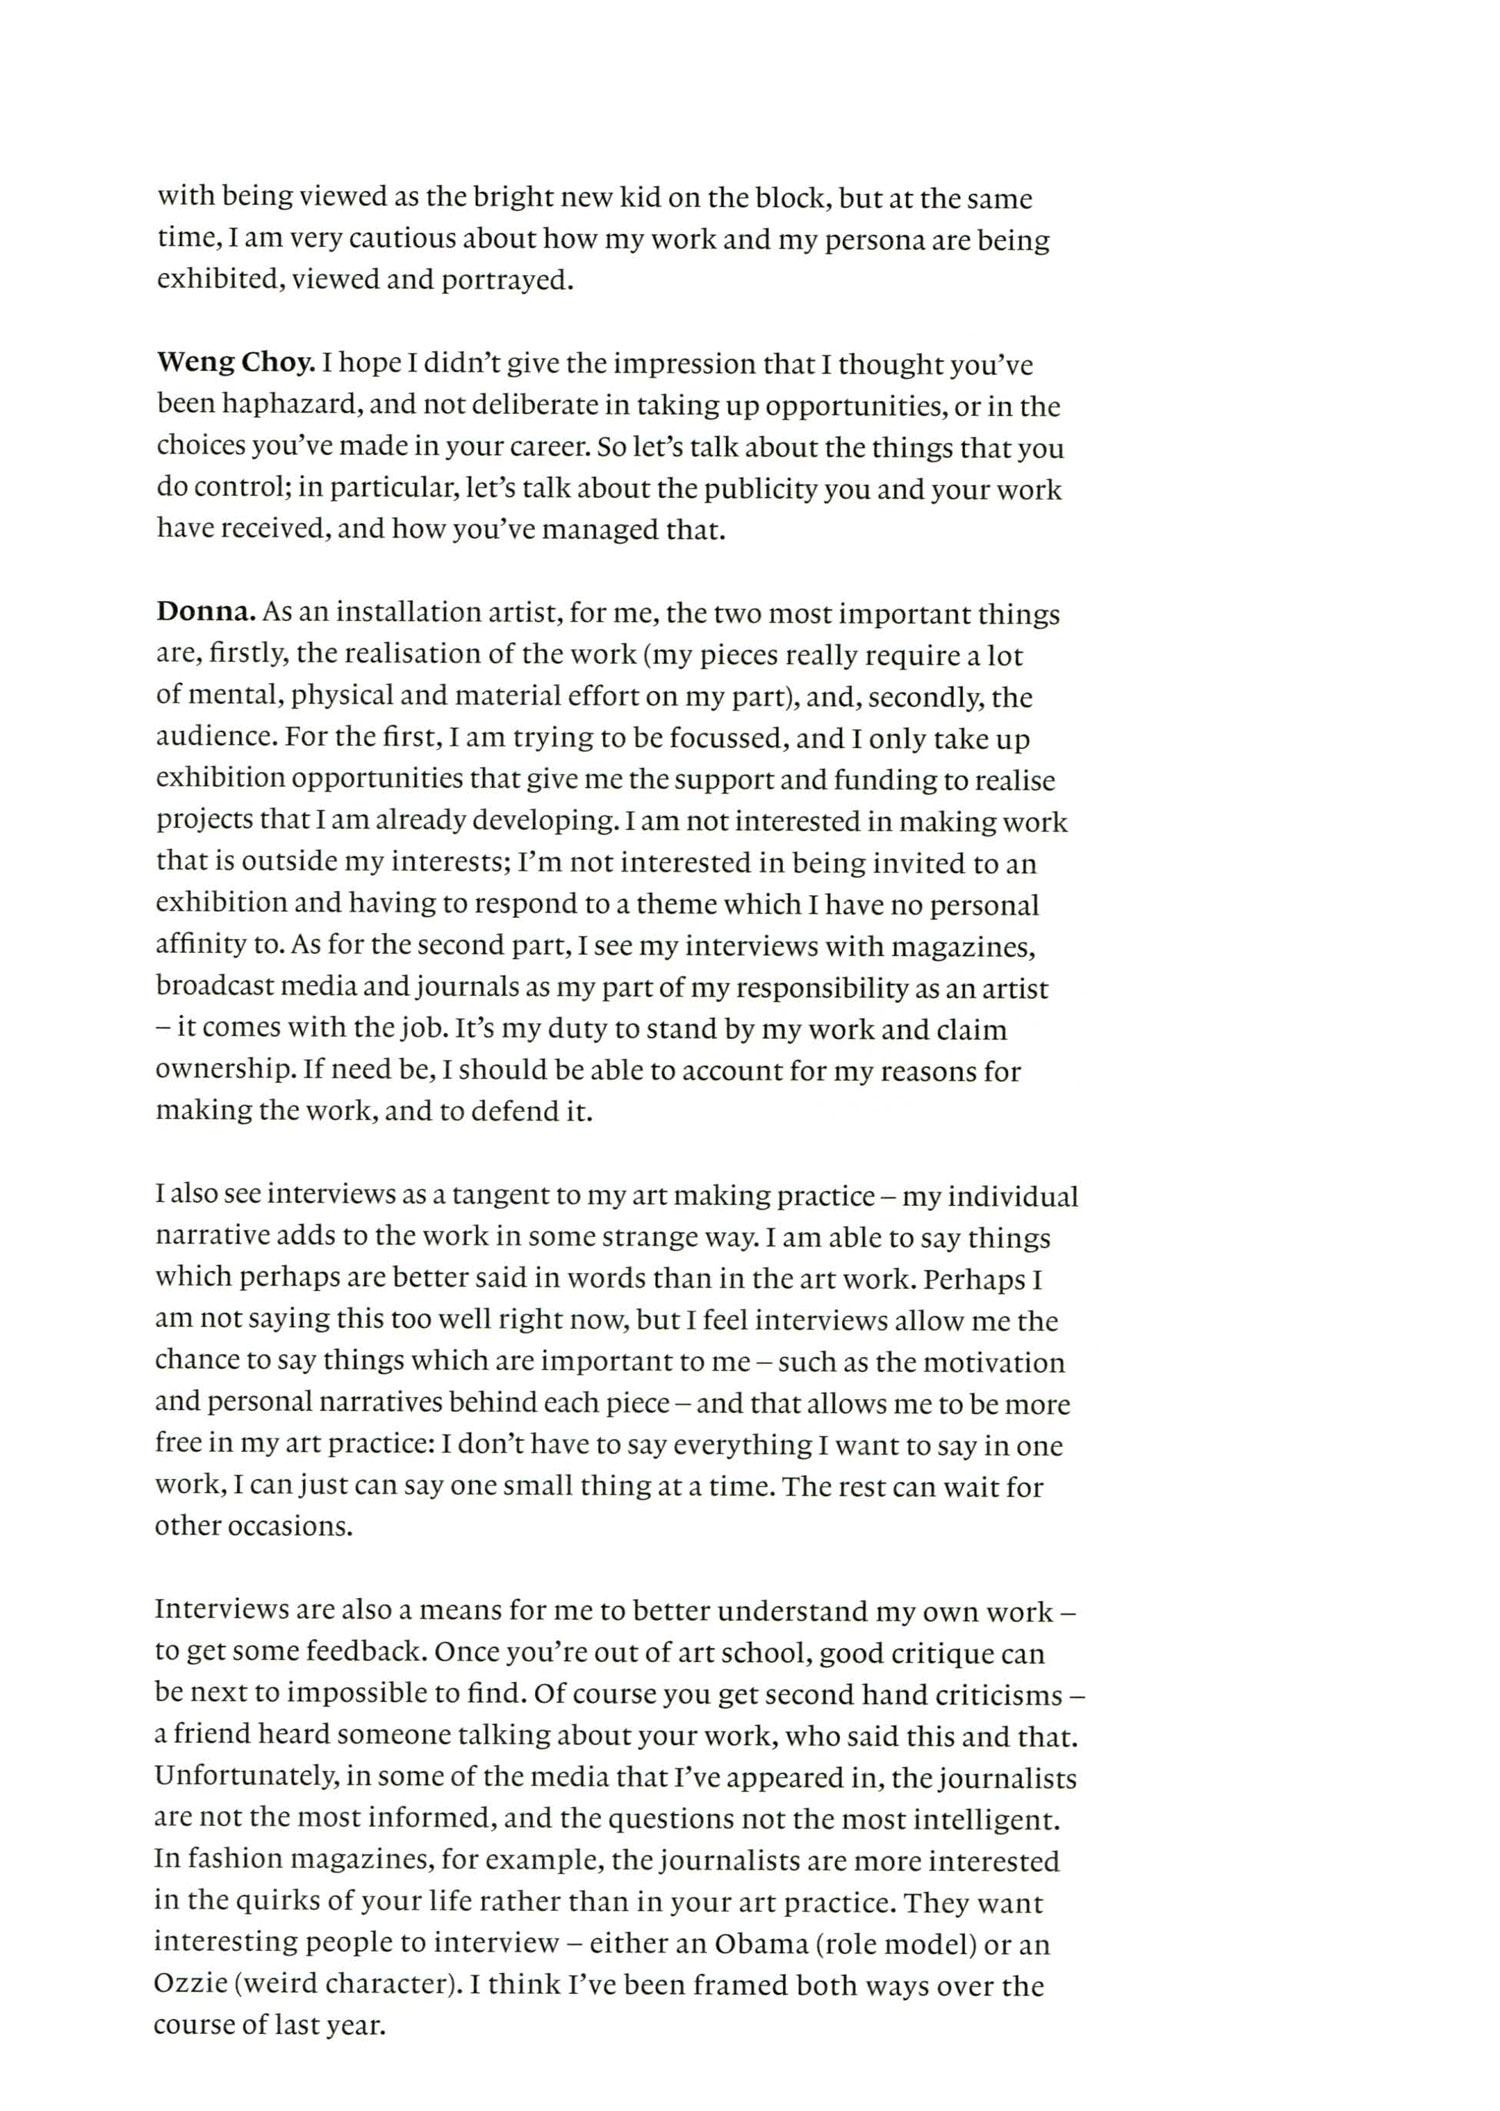 with being viewed as the bright new kid on the block, but at the same
time, I am very cautious about how my work and my persona are being
exhibited, viewed and portrayed.
Weng Choy. I hope I didn't give the impression that I thought you've
been haphazard, and not deliberate in taking up opportunities, or in the
choices you've made in your career. So let's talk about the things that you
do control; in particular, let's talk about the publicity you and your work
have received, and how you've managed that.
Donna. As an installation artist, for me, the two most important things
are, firstly, the realisation of the work (my pieces really require a lot
of mental, physical and material effort on my part), and, secondly, the
audience. For the first, I am trying to be focussed, and I only take up
exhibition opportunities that give me the support and funding to realise
projects that I am already developing. I am not interested in making work
that is outside my interests; I'm not interested in being invited to an
exhibition and having to respond to a theme which I have no personal
affinity to. As for the second part, I see my interviews with magazines,
broadcast media and journals as my part of my responsibility as an artist
– it comes with the job. It's my duty to stand by my work and claim
ownership. If need be, I should be able to account for my reasons for
making the work, and to defend it.
I also see interviews as a tangent to my art making practice – my individual
narrative adds to the work in some strange way. I am able to say things
which perhaps are better said in words than in the art work. Perhaps I
am not saying this too well right now, but I feel interviews allow me the
chance to say things which are important to me – such as the motivation
and personal narratives behind each piece – and that allows me to be more
free in my art practice: I don't have to say everything I want to say in one
work, I can just can say one small thing at a time. The rest can wait for
other occasions.
Interviews are also a means for me to better understand my own work –
to get some feedback. Once you're out of art school, good critique can
be next to impossible to find. Of course you get second hand criticisms –
a friend heard someone talking about your work, who said this and that.
Unfortunately, in some of the media that I've appeared in, the journalists
are not the most informed, and the questions not the most intelligent.
In fashion magazines, for example, the journalists are more interested
in the quirks of your life rather than in your art practice. They want
interesting people to interview – either an Obama (role model) or an
Ozzie (weird character). I think I've been framed both ways over the
course of last year.